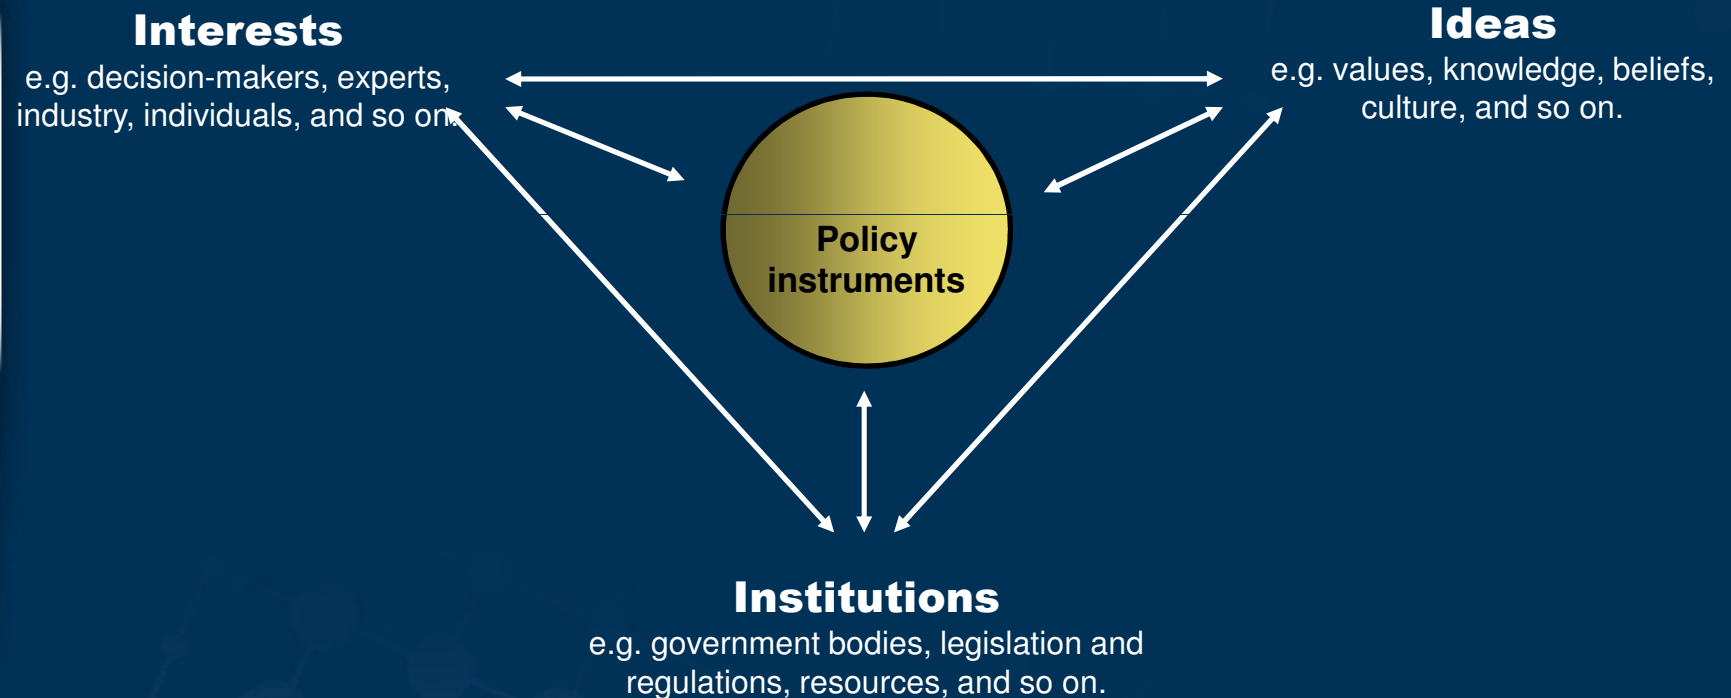 Interests
e.g. decision-makers, experts,
industry, individuals, and so on.
Ideas
e.g. values, knowledge, beliefs,
culture, and so on.
Policy
instruments
Institutions
e.g. government bodies, legislation and
regulations, resources, and so on.